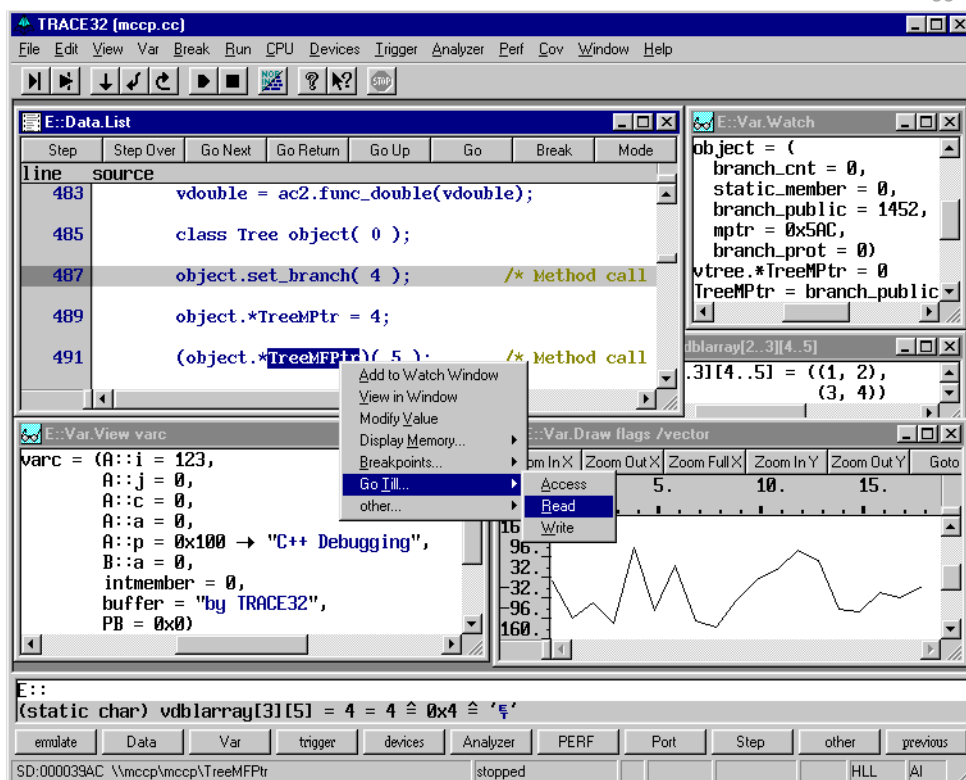 TRACE32 (mccp.cc)
File Edit View Var Break Run CPU Devices Trigger Analyzer Perf Cov Window Help
NOR
STOP
E::Data.List
Step Step Over Go Next Go Return Go Up Go Break Mode
line source
483 vdouble = ac2.func_double(vdouble);
485 class Tree object( 0 );
487 object.set_branch( 4 ); /* Method call
489 object.*TreeMPtr = 4;
491 (object.*TreeMFPtr)( 5 ); /* Method call
E::Var.Watch
object = (
branch_cnt = 0,
static_member = 0,
branch_public = 1452,
mptr = 0x5AC,
branch_prot = 0)
vtree.*TreeMPtr = 0
TreeMPtr = branch_public
dblarray[2..3][4..5]
.3][4..5] = ((1, 2),
(3, 4))
Add to Watch Window
View in Window
Modify Value
Display Memory...
Breakpoints...
Go Till...
other...
Access
Read
Write
E::Var.View varc
varc = (A::i = 123,
A::j = 0,
A::c = 0,
A::a = 0,
A::p = 0x100 → "C++ Debugging",
B::a = 0,
intmember = 0,
buffer = "by TRACE32",
PB = 0x0)
E::Var.Draw flags /vector
om In X Zoom Out X Zoom Full X Zoom In Y Zoom Out Y Goto
5. 10. 15.
16
96.
32.
-32.
-96.
160.
E::
(static char) vdblarray[3][5] = 4 = 4 ≙ 0x4 ≙ '
emulate Data Var trigger devices Analyzer PERF Port Step other previous
SD:000039AC \\mccp\mccp\TreeMFPtr stopped HLL AI